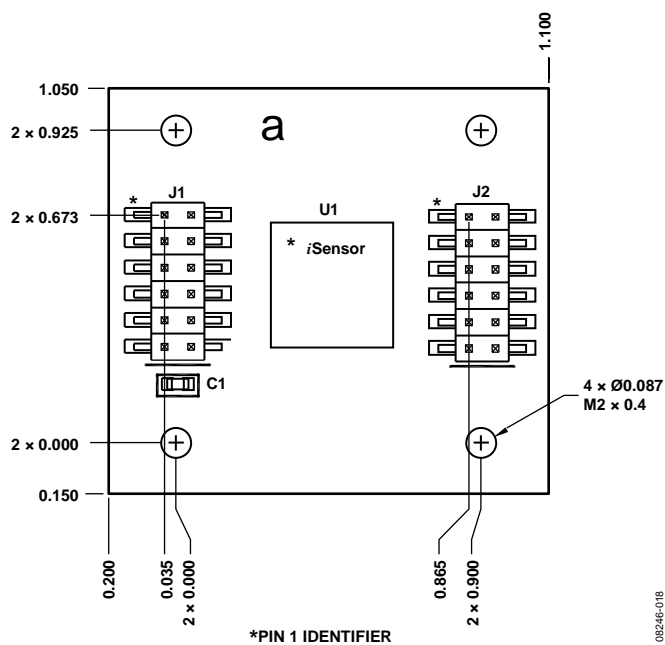 1.100
1.050
2 × 0.925
a
J1
J2
*
*
2 × 0.673
U1
* iSensor
C1
4 × Ø0.087
M2 × 0.4
2 × 0.000
0.150
0.200
0.035
2 × 0.000
0.865
2 × 0.900
*PIN 1 IDENTIFIER
08246-018